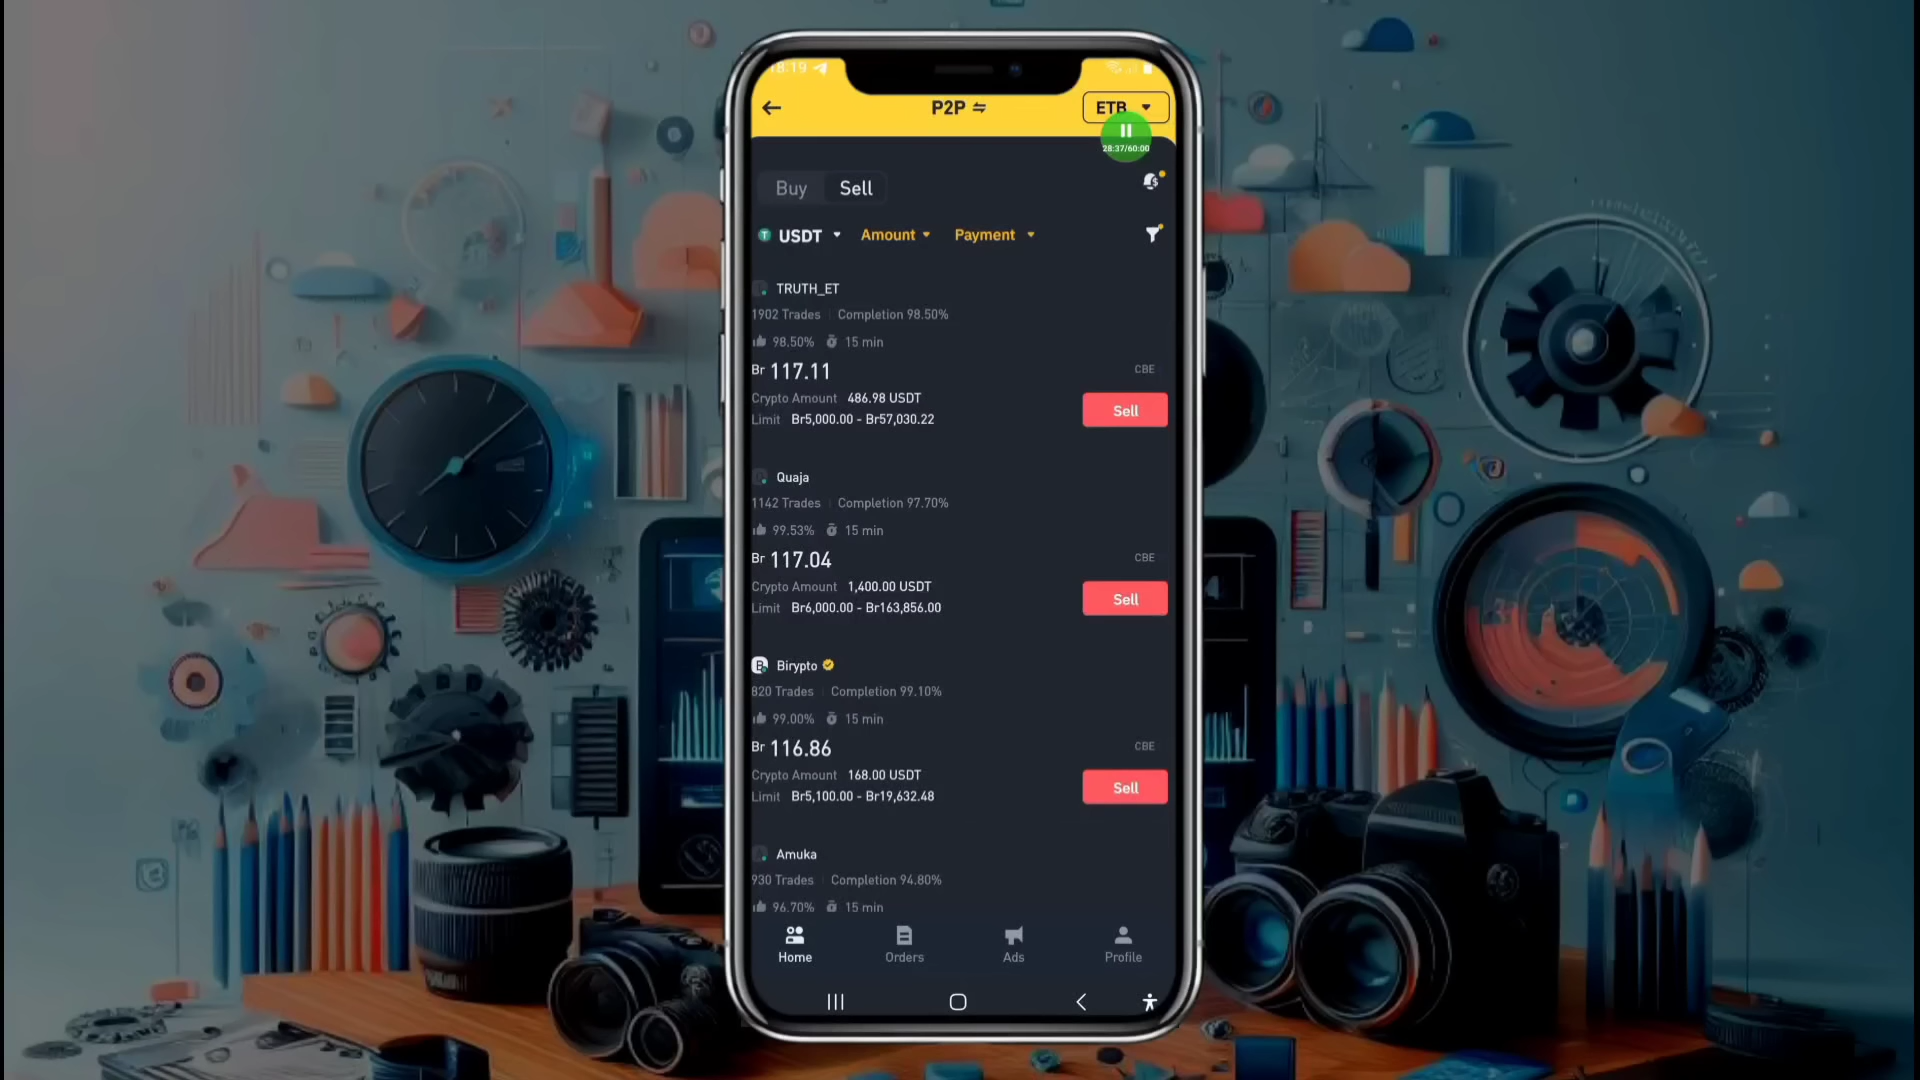 18:19
P2P
ETB
28:37/60:00
Buy Sell
USDT Amount Payment
TRUTH_ET
1902 Trades Completion 98.50%
98.50% 15 min
Br 117.11 CBE
Crypto Amount 486.98 USDT
Limit Br5,000.00 - Br57,030.22
Sell
Quaja
1142 Trades Completion 97.70%
99.53% 15 min
Br 117.04 CBE
Crypto Amount 1,400.00 USDT
Limit Br6,000.00 - Br163,856.00
Sell
B Birypto
820 Trades Completion 99.10%
99.00% 15 min
Br 116.86 CBE
Crypto Amount 168.00 USDT
Limit Br5,100.00 - Br19,632.48
Sell
Amuka
930 Trades Completion 94.80%
96.70% 15 min
Home Orders Ads Profile